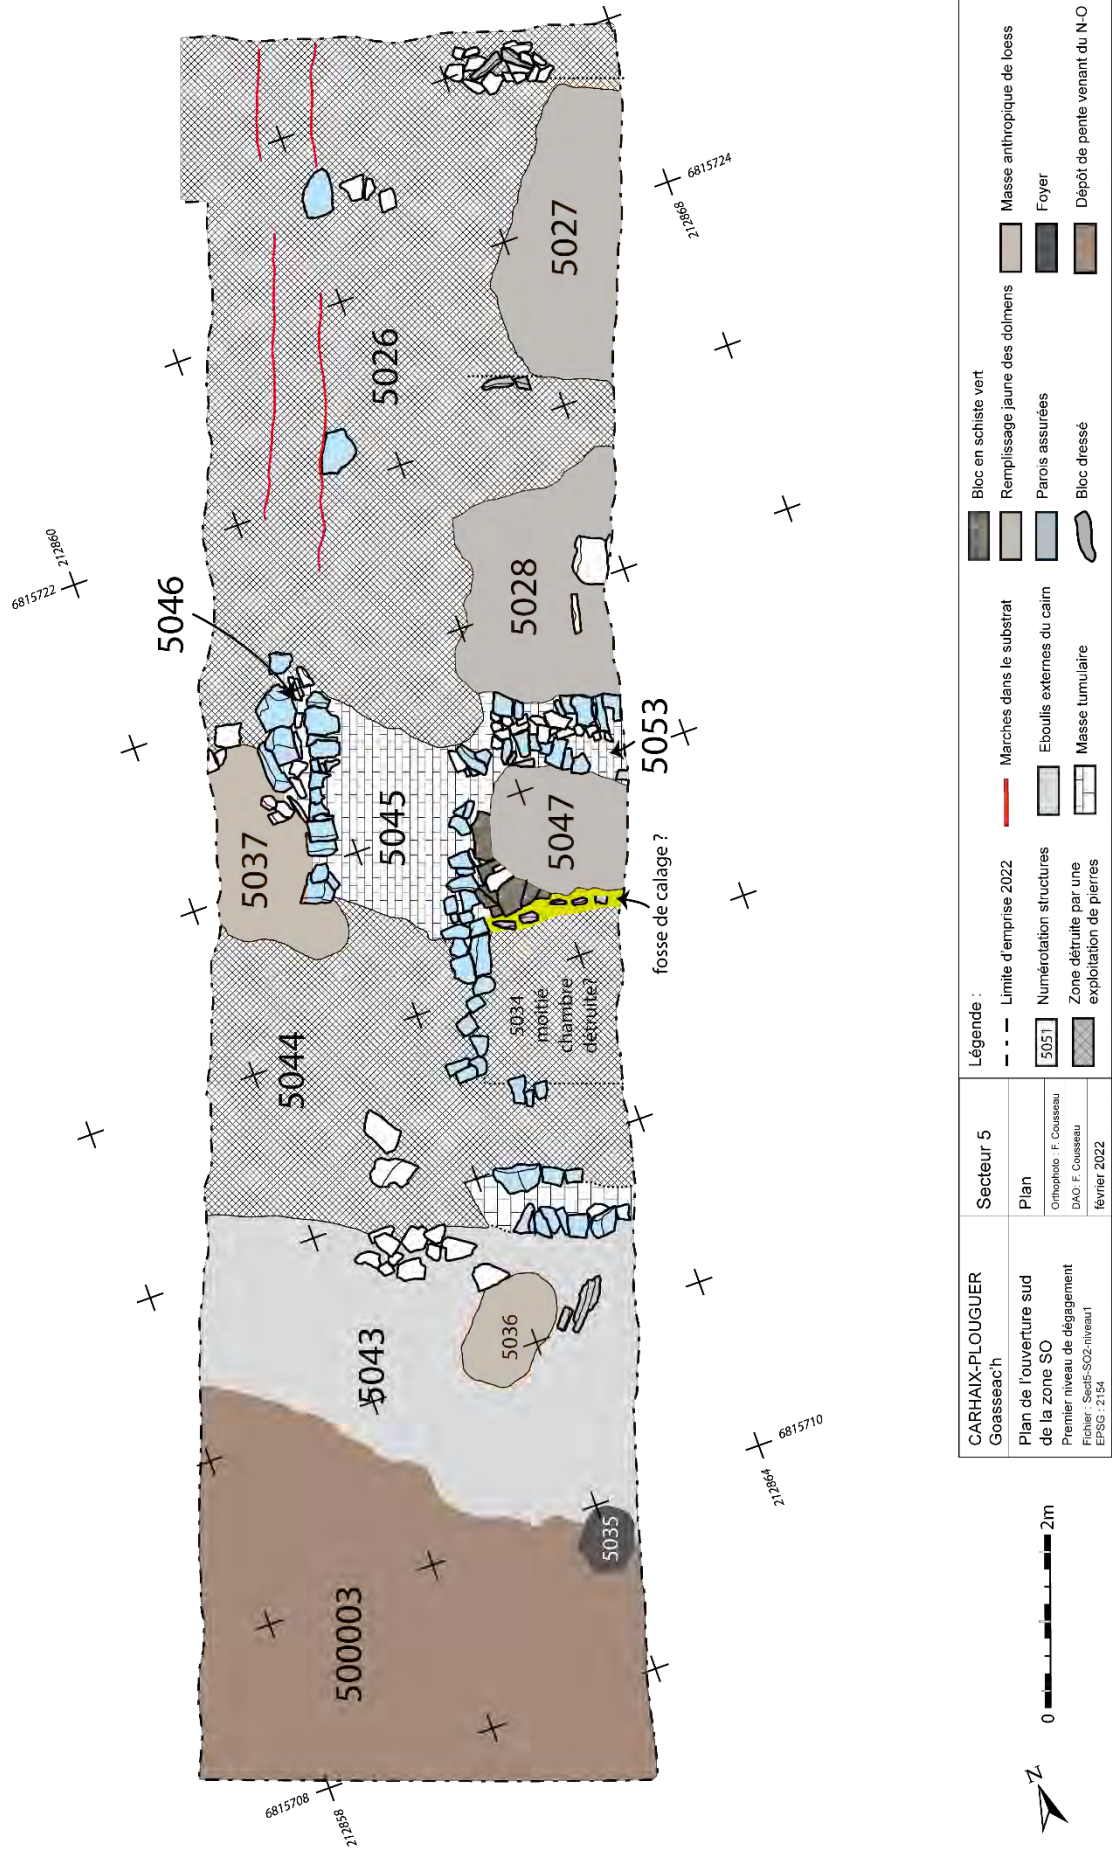 6815708
212858
500003
5035
5043
5036
5044
5034
moitié
chambre
détruite?
5037
5045
5046
5047
fosse de calage ?
5053
5028
5026
5027
6815722
212860
212868
6815724
212864
6815710
N
0
2m
CARHAIX-PLOUGUER
Goasseac'h
Secteur 5
Plan de l'ouverture sud
de la zone SO
Premier niveau de dégagement
Fichier : Sect5-SO2-niveau1
EPSG : 2154
Plan
Orthophoto : F. Cousseau
DAO: F. Cousseau
février 2022
Légende :
Limite d'emprise 2022
5051
Numérotation structures
Zone détruite par une
exploitation de pierres
Marches dans le substrat
Eboulis externes du cairn
Masse tumulaire
Bloc en schiste vert
Remplissage jaune des dolmens
Parois assurées
Bloc dressé
Masse anthropique de loess
Foyer
Dépôt de pente venant du N-O